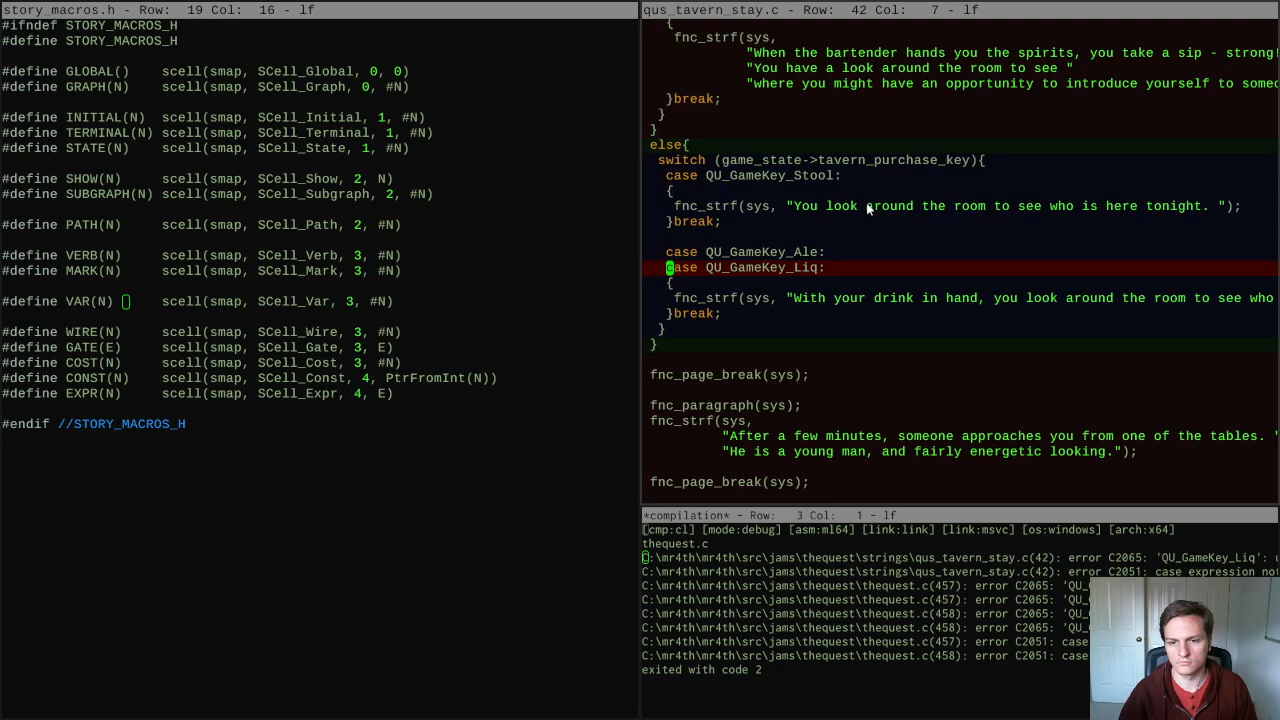 story_macros.h - Row: 19 Col: 16 - lf
#ifndef STORY_MACROS_H
#define STORY_MACROS_H
#define GLOBAL() scell(smap, SCell_Global, 0, 0)
#define GRAPH(N) scell(smap, SCell_Graph, 0, #N)
#define INITIAL(N) scell(smap, SCell_Initial, 1, #N)
#define TERMINAL(N) scell(smap, SCell_Terminal, 1, #N)
#define STATE(N) scell(smap, SCell_State, 1, #N)
#define SHOW(N) scell(smap, SCell_Show, 2, N)
#define SUBGRAPH(N) scell(smap, SCell_Subgraph, 2, #N)
#define PATH(N) scell(smap, SCell_Path, 2, #N)
#define VERB(N) scell(smap, SCell_Verb, 3, #N)
#define MARK(N) scell(smap, SCell_Mark, 3, #N)
#define VAR(N) scell(smap, SCell_Var, 3, #N)
#define WIRE(N) scell(smap, SCell_Wire, 3, #N)
#define GATE(E) scell(smap, SCell_Gate, 3, E)
#define COST(N) scell(smap, SCell_Cost, 3, #N)
#define CONST(N) scell(smap, SCell_Const, 4, PtrFromInt(N))
#define EXPR(N) scell(smap, SCell_Expr, 4, E)
#endif //STORY_MACROS_H
qus_tavern_stay.c - Row: 42 Col: 7 - lf
{
fnc_strf(sys,
"When the bartender hands you the spirits, you take a sip - strong!
"You have a look around the room to see "
"where you might have an opportunity to introduce yourself to
}break;
}
}
else{
switch (game_state->tavern_purchase_key){
case QU_GameKey_Stool:
{
fnc_strf(sys, "You look around the room to see who is here tonight. ");
}break;
case QU_GameKey_Ale:
case QU_GameKey_Liq:
{
fnc_strf(sys, "With your drink in hand, you look around the room to see who
}break;
}
}
fnc_page_break(sys);
fnc_paragraph(sys);
fnc_strf(sys,
"After a few minutes, someone approaches you from one of the tables. "
"He is a young man, and fairly energetic looking.");
fnc_page_break(sys);
*compilation* - Row: 3 Col: 1 - lf
[cmp:cl] [mode:debug] [asm:ml64] [link:link] [link:msvc] [os:windows] [arch:x64]
thequest.c
C:\mr4th\mr4th\src\jams\thequest\strings\qus_tavern_stay.c(42): error C2065: 'QU_GameKey_Liq':
C:\mr4th\mr4th\src\jams\thequest\strings\qus_tavern_stay.c(42): error C2051: case expression
C:\mr4th\mr4th\src\jams\thequest\thequest.c(457): error C2065:
C:\mr4th\mr4th\src\jams\thequest\thequest.c(457): error C2065:
C:\mr4th\mr4th\src\jams\thequest\thequest.c(458): error C2065:
C:\mr4th\mr4th\src\jams\thequest\thequest.c(458): error C2065:
C:\mr4th\mr4th\src\jams\thequest\thequest.c(457): error C2051: case
C:\mr4th\mr4th\src\jams\thequest\thequest.c(458): error C2051: case
exited with code 2